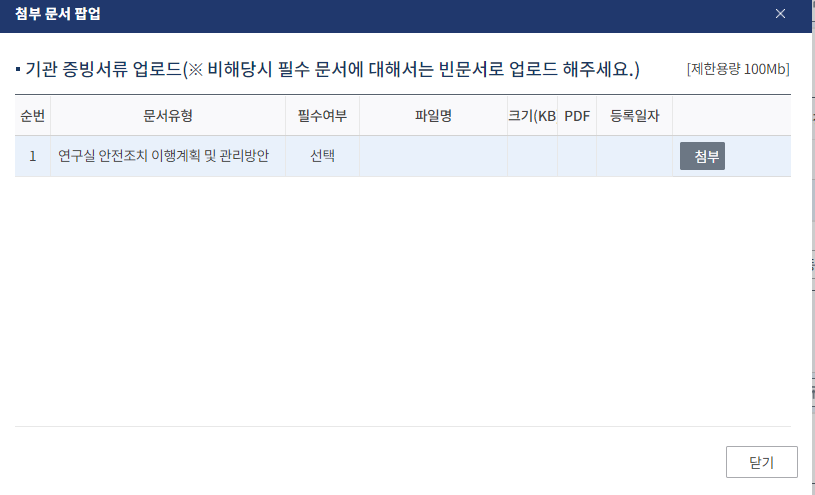 첨부 문서 팝업
▪ 기관 증빙서류 업로드(※ 비해당시 필수 문서에 대해서는 빈문서로 업로드 해주세요.) [제한용량 100Mb]
순번 문서유형 필수여부 파일명 크기(KB PDF 등록일자
1 연구실 안전조치 이행계획 및 관리방안 선택 첨부
닫기